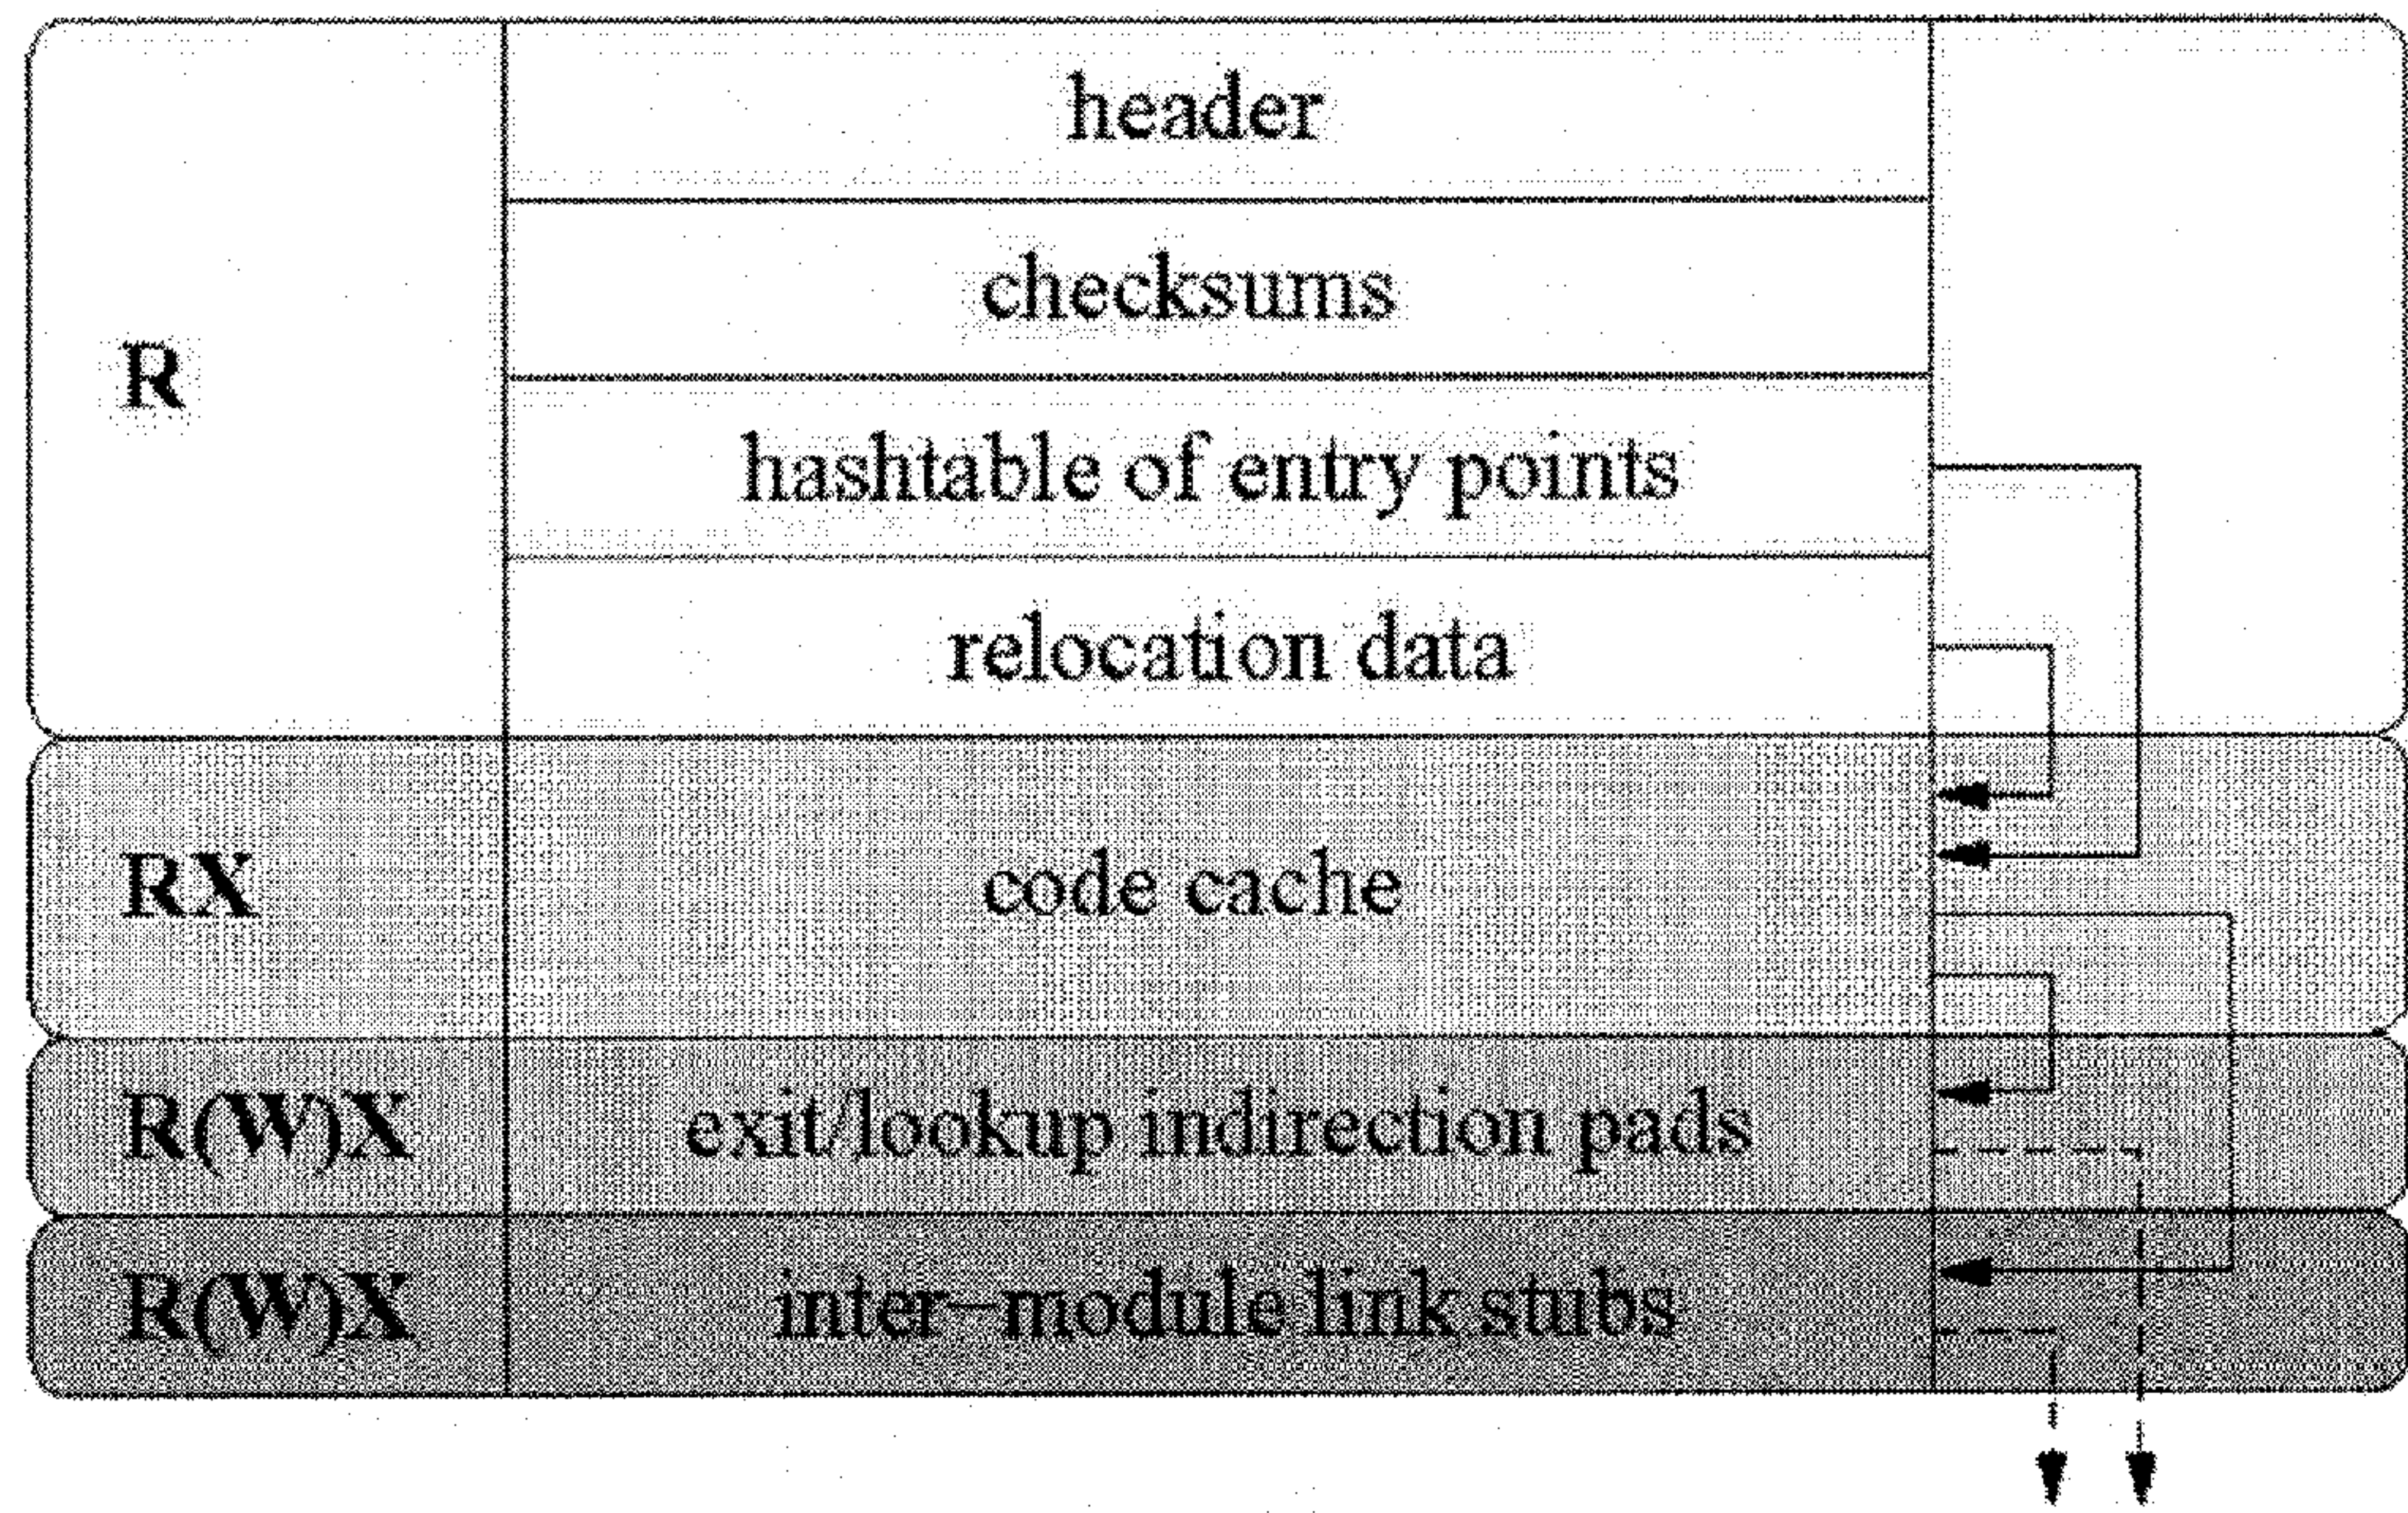 header
checksums
R
hashtable of entry points
relocation data
RX
code cache
R(W)X
exit/lookup indirection pads
R(W)X
inter-module link stubs